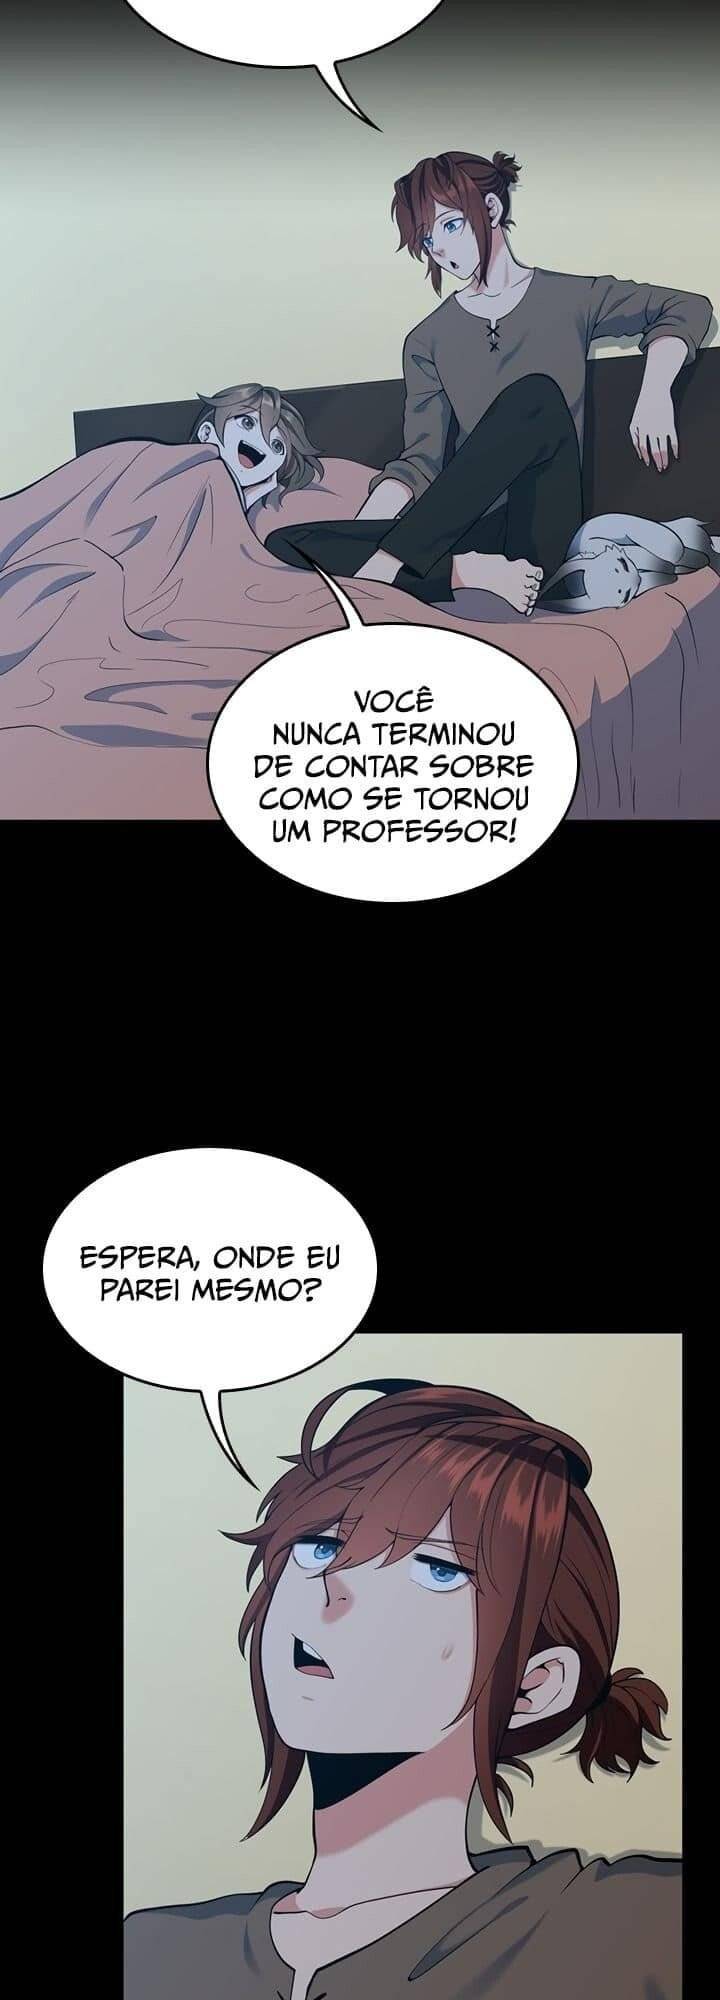 VOCÊ
NUNCA TERMINOU
DE CONTAR SOBRE
COMO SE TORNOU
UM PROFESSOR!
ESPERA, ONDE EU
PAREI MESMO?